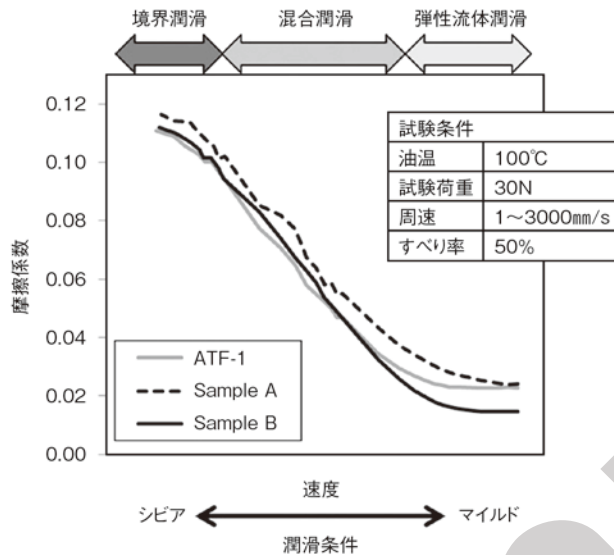 境界潤滑 混合潤滑 弾性流体潤滑
0.12
0.10
0.08
0.06
0.04
0.02
0.00
摩擦係数
試験条件
油温 100℃
試験荷重 30N
周速 1～3000㎜/s
すべり率 50%
ATF-1
Sample A
Sample B
速度
シビア マイルド
潤滑条件